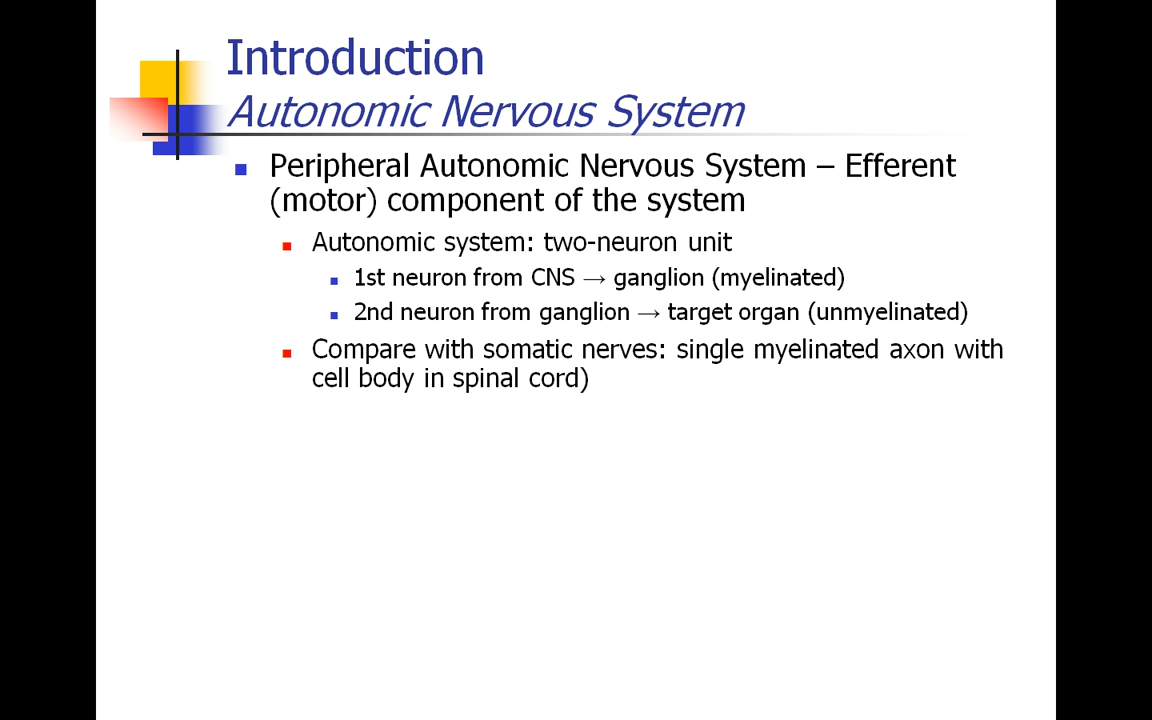 Introduction
Autonomic Nervous System
Peripheral Autonomic Nervous System – Efferent
(motor) component of the system
Autonomic system: two-neuron unit
1st neuron from CNS → ganglion (myelinated)
2nd neuron from ganglion → target organ (unmyelinated)
Compare with somatic nerves: single myelinated axon with
cell body in spinal cord)